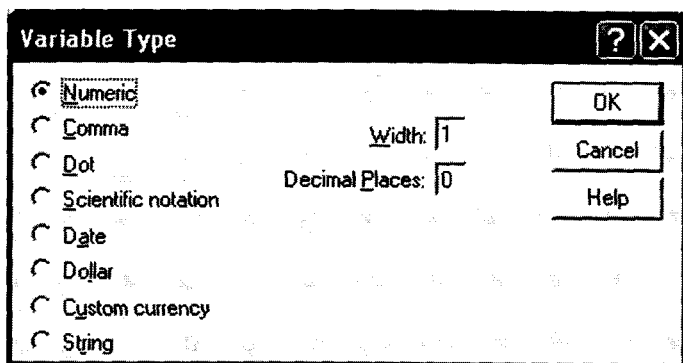 Variable Type
Numeric
Comma
Dot
Scientific notation
Date
Dollar
Custom currency
String
Width: 1
Decimal Places: 0
OK
Cancel
Help